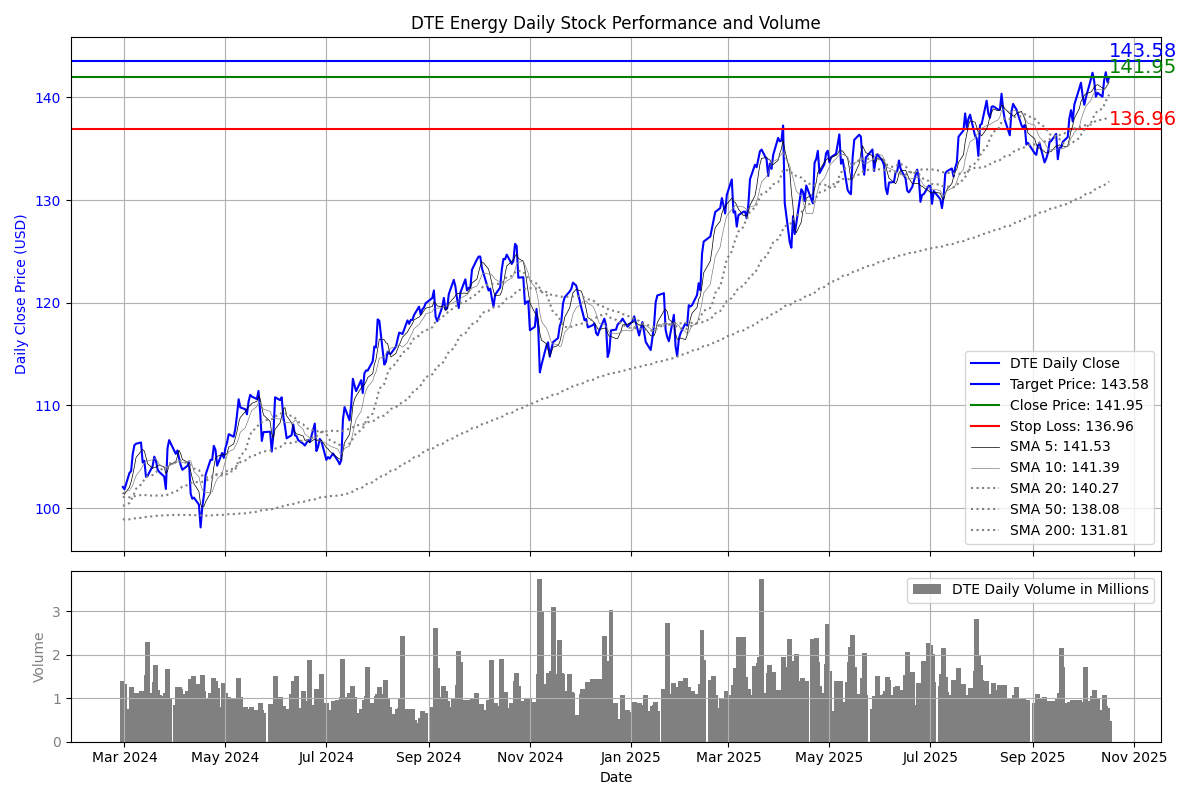 DTE Energy Daily Stock Performance and Volume
143.58
141.95
136.96
Daily Close Price (USD)
140
130
120
110
100
DTE Daily Close
Target Price: 143.58
Close Price: 141.95
Stop Loss: 136.96
SMA 5: 141.53
SMA 10: 141.39
SMA 20: 140.27
SMA 50: 138.08
SMA 200: 131.81
DTE Daily Volume in Millions
Volume
3
2
1
0
Mar 2024 May 2024 Jul 2024 Sep 2024 Nov 2024 Jan 2025 Mar 2025 May 2025 Jul 2025 Sep 2025 Nov 2025
Date